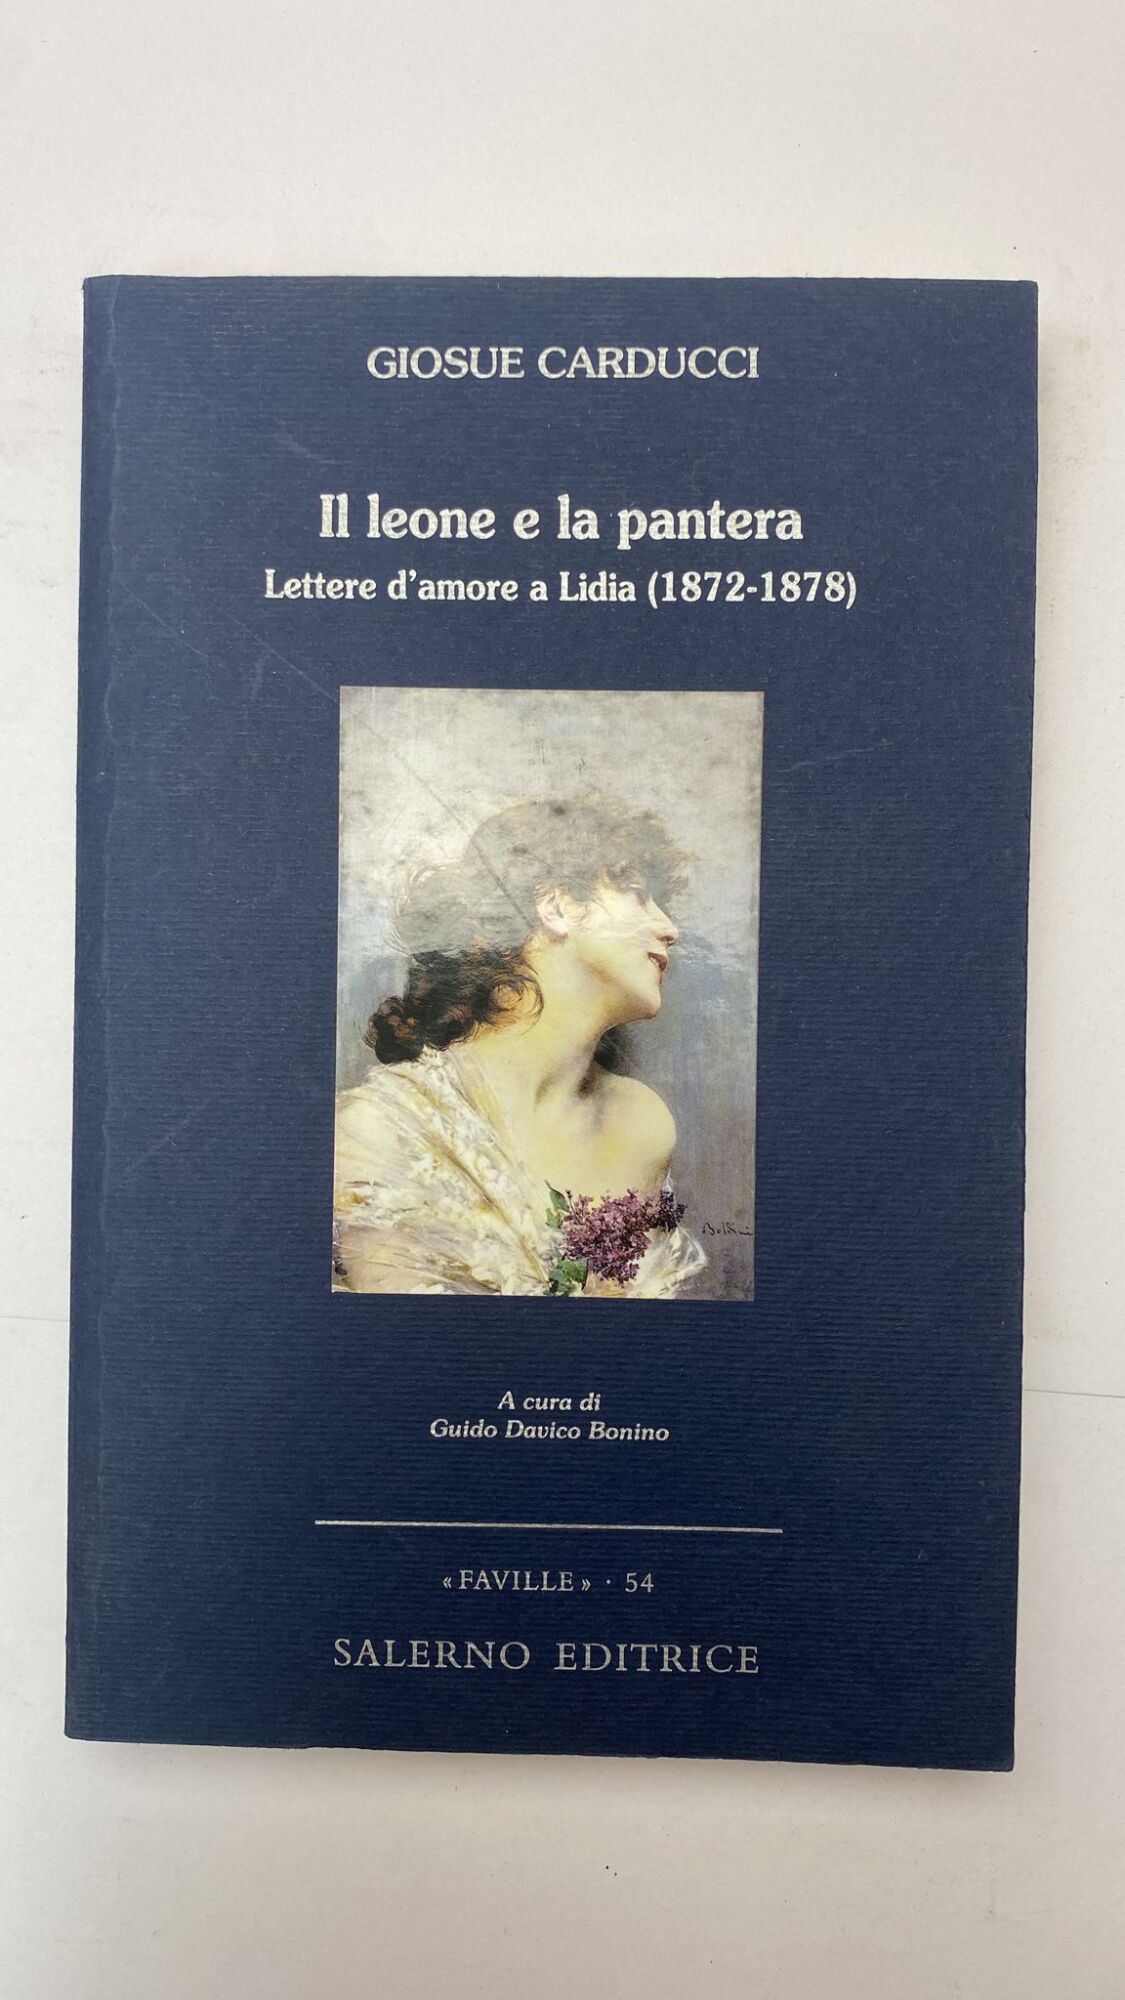 GIOSUE CARDUCCI
Il leone e la pantera
Lettere d'amore a Lidia (1872-1878)
Boldini
A cura di
Guido Davico Bonino
«FAVILLE» · 54
SALERNO EDITRICE